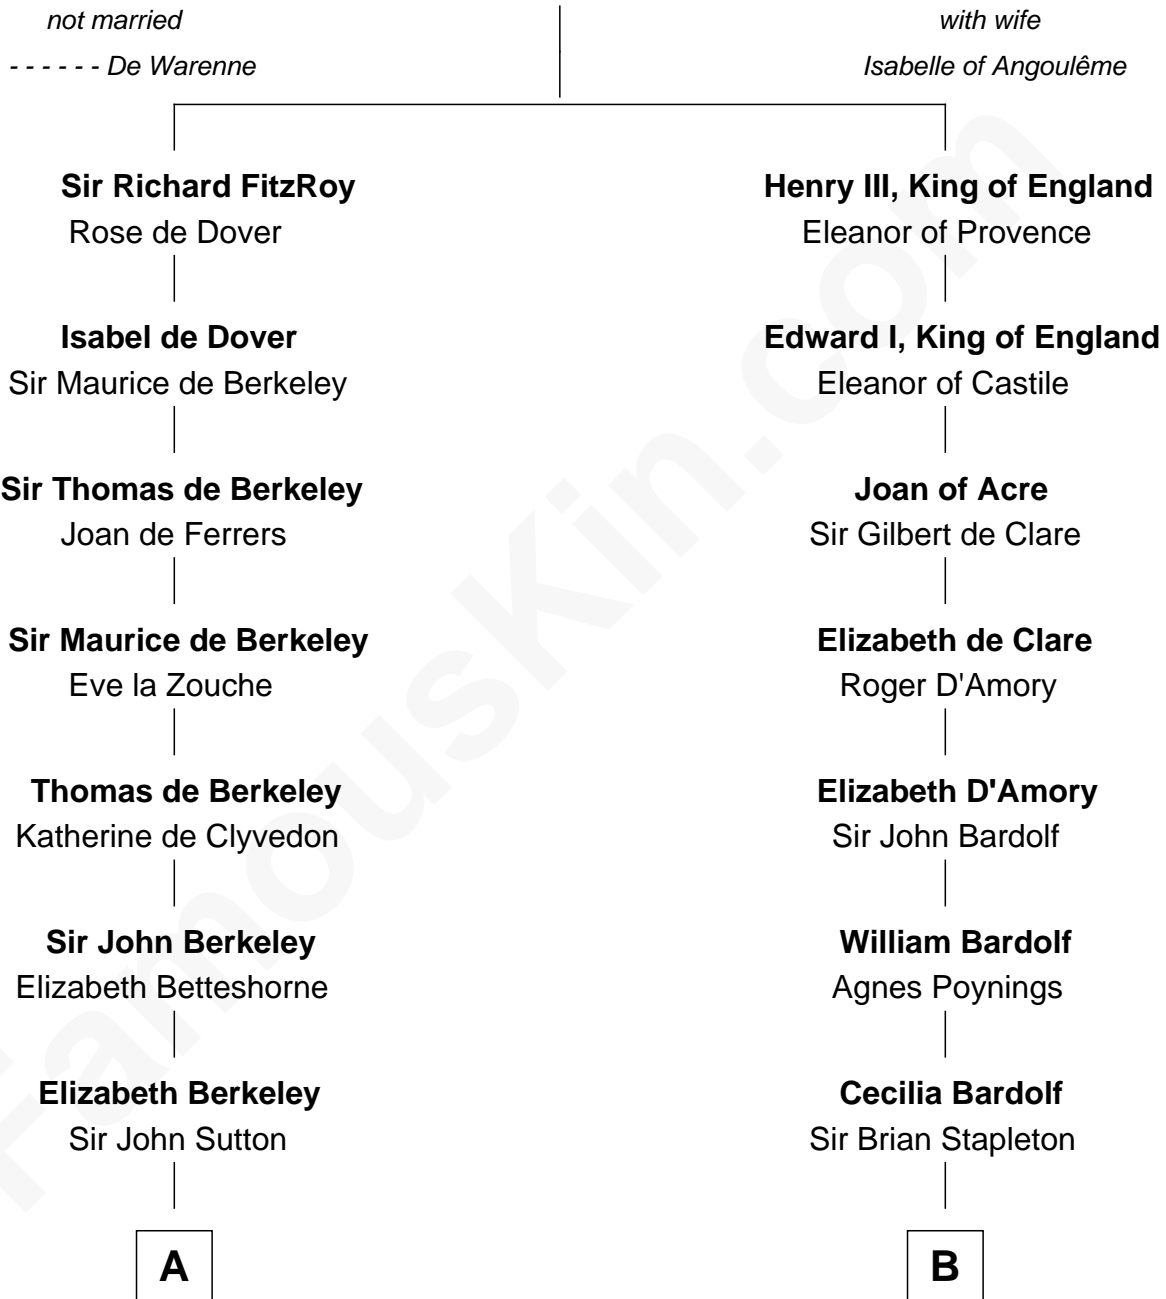 not married
- - - - - - De Warenne
with wife
Isabelle of Angoulême
Sir Richard FitzRoy
Rose de Dover
Isabel de Dover
Sir Maurice de Berkeley
Sir Thomas de Berkeley
Joan de Ferrers
Sir Maurice de Berkeley
Eve la Zouche
Thomas de Berkeley
Katherine de Clyvedon
Sir John Berkeley
Elizabeth Betteshorne
Elizabeth Berkeley
Sir John Sutton
A
Henry III, King of England
Eleanor of Provence
Edward I, King of England
Eleanor of Castile
Joan of Acre
Sir Gilbert de Clare
Elizabeth de Clare
Roger D'Amory
Elizabeth D'Amory
Sir John Bardolf
William Bardolf
Agnes Poynings
Cecilia Bardolf
Sir Brian Stapleton
B
FamousKin.com